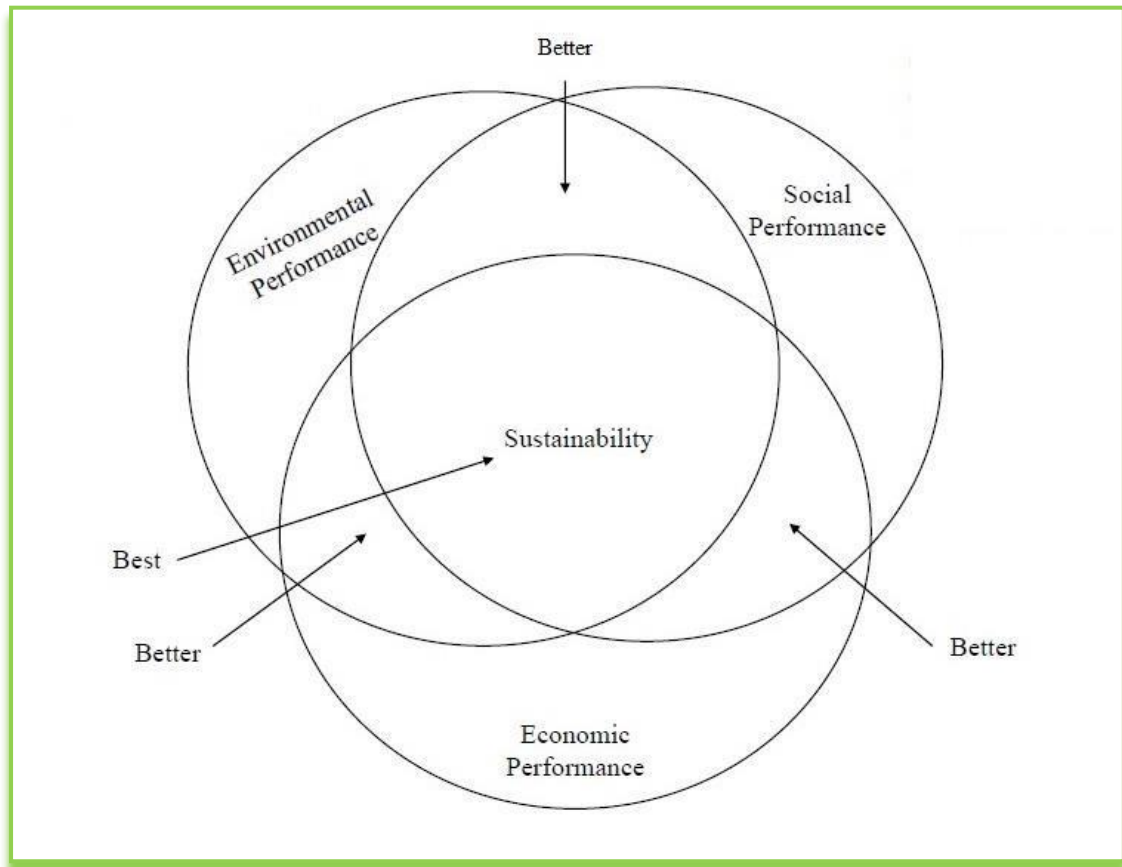 Better
Environmental
Performance
Social
Performance
Sustainability
Best
Better
Better
Economic
Performance